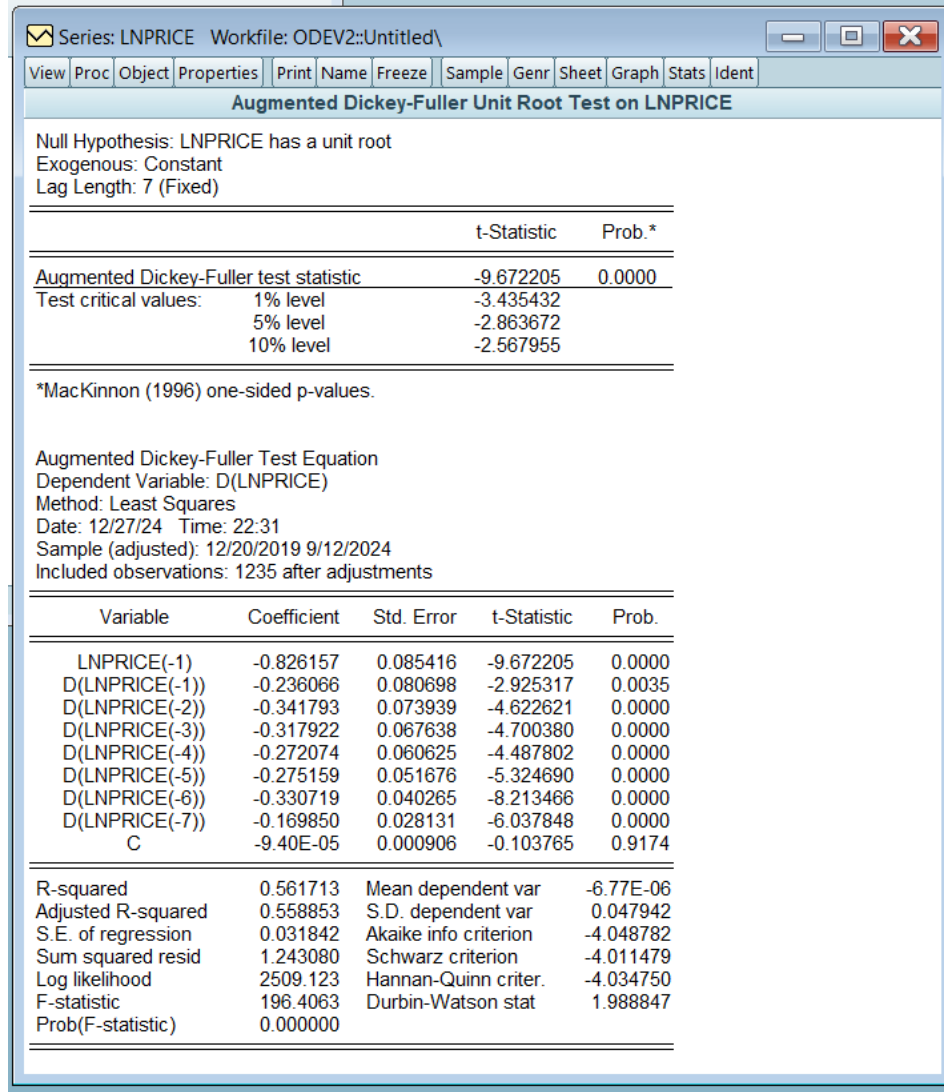 Series: LNPRICE Workfile: ODEV2::Untitled\
View Proc Object Properties Print Name Freeze Sample Genr Sheet Graph Stats Ident
Augmented Dickey-Fuller Unit Root Test on LNPRICE
Null Hypothesis: LNPRICE has a unit root
Exogenous: Constant
Lag Length: 7 (Fixed)
t-Statistic Prob.*
Augmented Dickey-Fuller test statistic -9.672205 0.0000
Test critical values: 1% level -3.435432
5% level -2.863672
10% level -2.567955
*MacKinnon (1996) one-sided p-values.
Augmented Dickey-Fuller Test Equation
Dependent Variable: D(LNPRICE)
Method: Least Squares
Date: 12/27/24 Time: 22:31
Sample (adjusted): 12/20/2019 9/12/2024
Included observations: 1235 after adjustments
Variable Coefficient Std. Error t-Statistic Prob.
LNPRICE(-1) -0.826157 0.085416 -9.672205 0.0000
D(LNPRICE(-1)) -0.236066 0.080698 -2.925317 0.0035
D(LNPRICE(-2)) -0.341793 0.073939 -4.622621 0.0000
D(LNPRICE(-3)) -0.317922 0.067638 -4.700380 0.0000
D(LNPRICE(-4)) -0.272074 0.060625 -4.487802 0.0000
D(LNPRICE(-5)) -0.275159 0.051676 -5.324690 0.0000
D(LNPRICE(-6)) -0.330719 0.040265 -8.213466 0.0000
D(LNPRICE(-7)) -0.169850 0.028131 -6.037848 0.0000
C -9.40E-05 0.000906 -0.103765 0.9174
R-squared 0.561713 Mean dependent var -6.77E-06
Adjusted R-squared 0.558853 S.D. dependent var 0.047942
S.E. of regression 0.031842 Akaike info criterion -4.048782
Sum squared resid 1.243080 Schwarz criterion -4.011479
Log likelihood 2509.123 Hannan-Quinn criter. -4.034750
F-statistic 196.4063 Durbin-Watson stat 1.988847
Prob(F-statistic) 0.000000